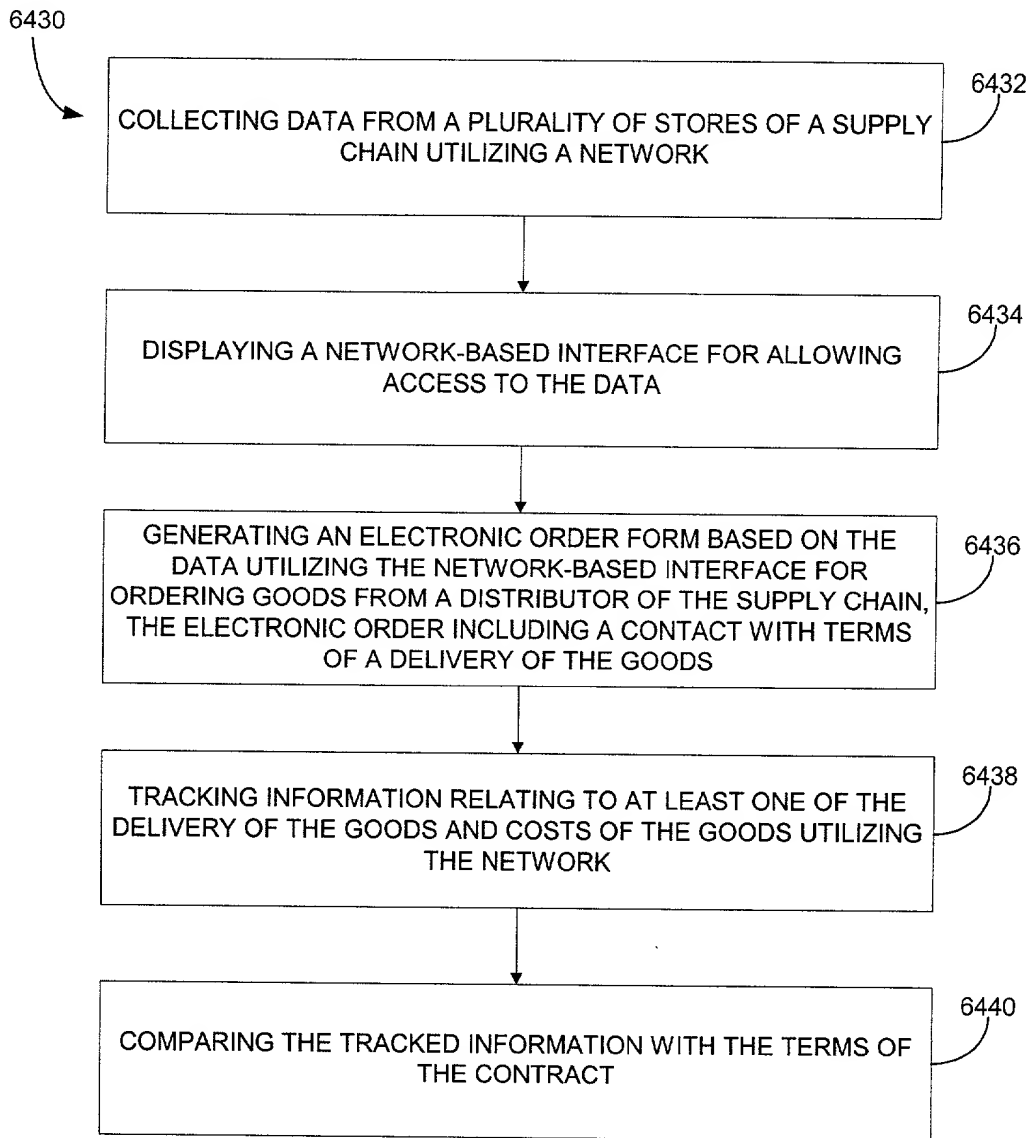 6430
6432
COLLECTING DATA FROM A PLURALITY OF STORES OF A SUPPLY
CHAIN UTILIZING A NETWORK
6434
DISPLAYING A NETWORK-BASED INTERFACE FOR ALLOWING
ACCESS TO THE DATA
6436
GENERATING AN ELECTRONIC ORDER FORM BASED ON THE
DATA UTILIZING THE NETWORK-BASED INTERFACE FOR
ORDERING GOODS FROM A DISTRIBUTOR OF THE SUPPLY CHAIN,
THE ELECTRONIC ORDER INCLUDING A CONTACT WITH TERMS
OF A DELIVERY OF THE GOODS
6438
TRACKING INFORMATION RELATING TO AT LEAST ONE OF THE
DELIVERY OF THE GOODS AND COSTS OF THE GOODS UTILIZING
THE NETWORK
6440
COMPARING THE TRACKED INFORMATION WITH THE TERMS OF
THE CONTRACT